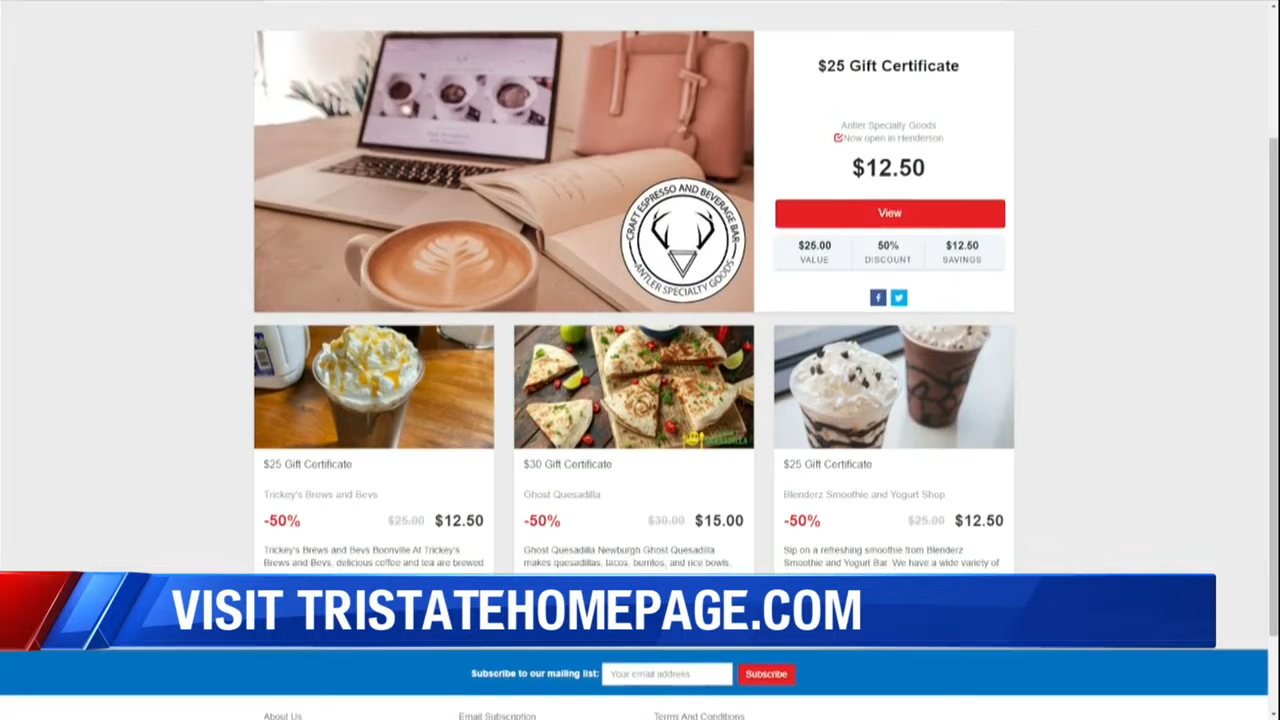 $25 Gift Certificate
Antler Specialty Goods
Now open in Henderson
$12.50
View
$25.00 50% $12.50
VALUE DISCOUNT SAVINGS
CRAFT ESPRESSO AND BEVERAGE BAR
ANTLER SPECIALTY GOODS
$25 Gift Certificate
Trickey's Brews and Bevs
-50% $25.00 $12.50
Trickey's Brews and Bevs Boonville At Trickey's
Brews and Bevs, delicious coffee and tea are brewed
QUESADILLA
$30 Gift Certificate
Ghost Quesadilla
-50% $30.00 $15.00
Ghost Quesadilla Newburgh Ghost Quesadilla
makes quesadillas, tacos, burritos, and rice bowls.
$25 Gift Certificate
Blenderz Smoothie and Yogurt Shop
-50% $25.00 $12.50
Sip on a refreshing smoothie from Blenderz
Smoothie and Yogurt Bar. We have a wide variety of
VISIT TRISTATEHOMEPAGE.COM
Subscribe to our mailing list: Your email address Subscribe
About Us Email Subscription Terms And Conditions